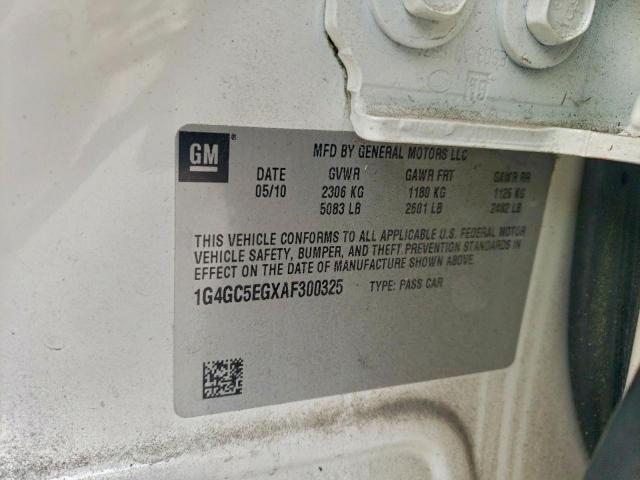 GM
MFD BY GENERAL MOTORS LLC
DATE GVWR GAWR FRT GAWR RR
05/10 2306 KG 1180 KG 1126 KG
5083 LB 2601 LB 2482 LB
THIS VEHICLE CONFORMS TO ALL APPLICABLE U.S. FEDERAL MOTOR
VEHICLE SAFETY, BUMPER, AND THEFT PREVENTION STANDARDS IN
EFFECT ON THE DATE OF MANUFACTURE SHOWN ABOVE.
1G4GC5EGXAF300325 TYPE: PASS CAR